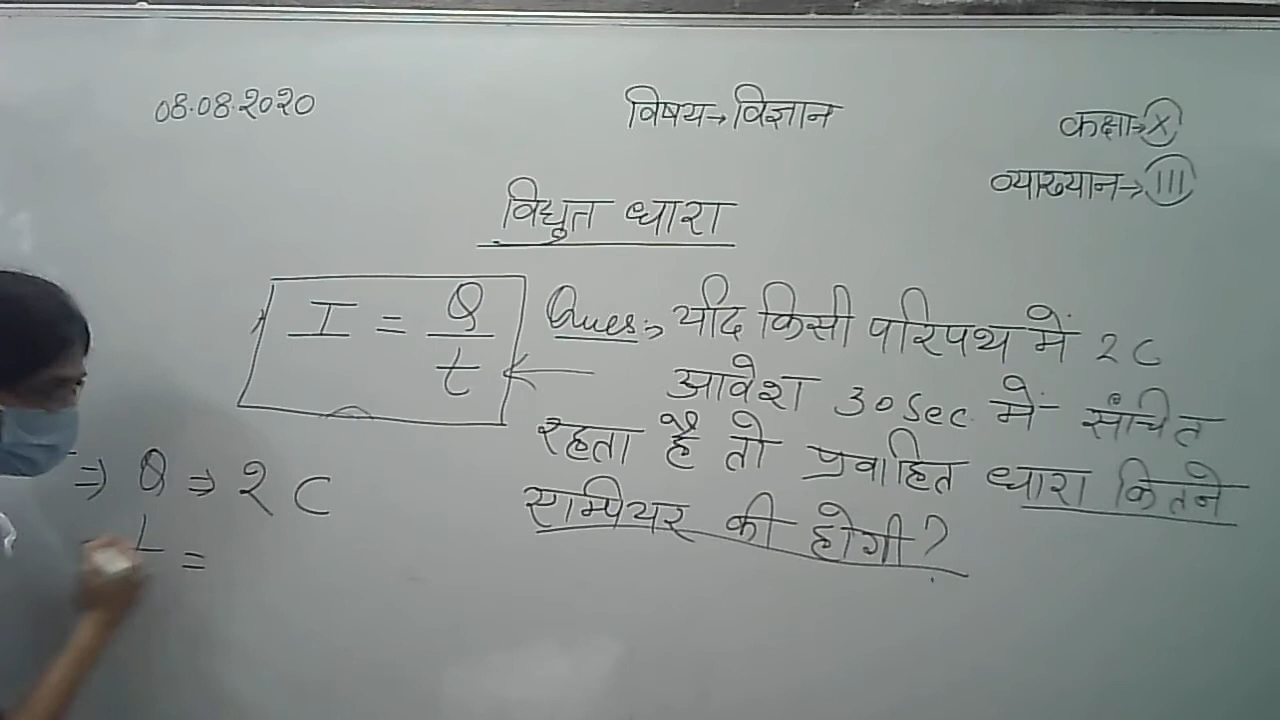 08.08.2020
विषय→विज्ञान
कक्षा→X
व्याख्यान→III
विद्युत धारा
I = Q/t
Ques:→ यदि किसी परिपथ में 2C
आवेश 30 Sec. में संचित
रहता है तो प्रवाहित धारा कितने
साम्पियर की होगी?
⇒ Q ⇒ 2 C
t =